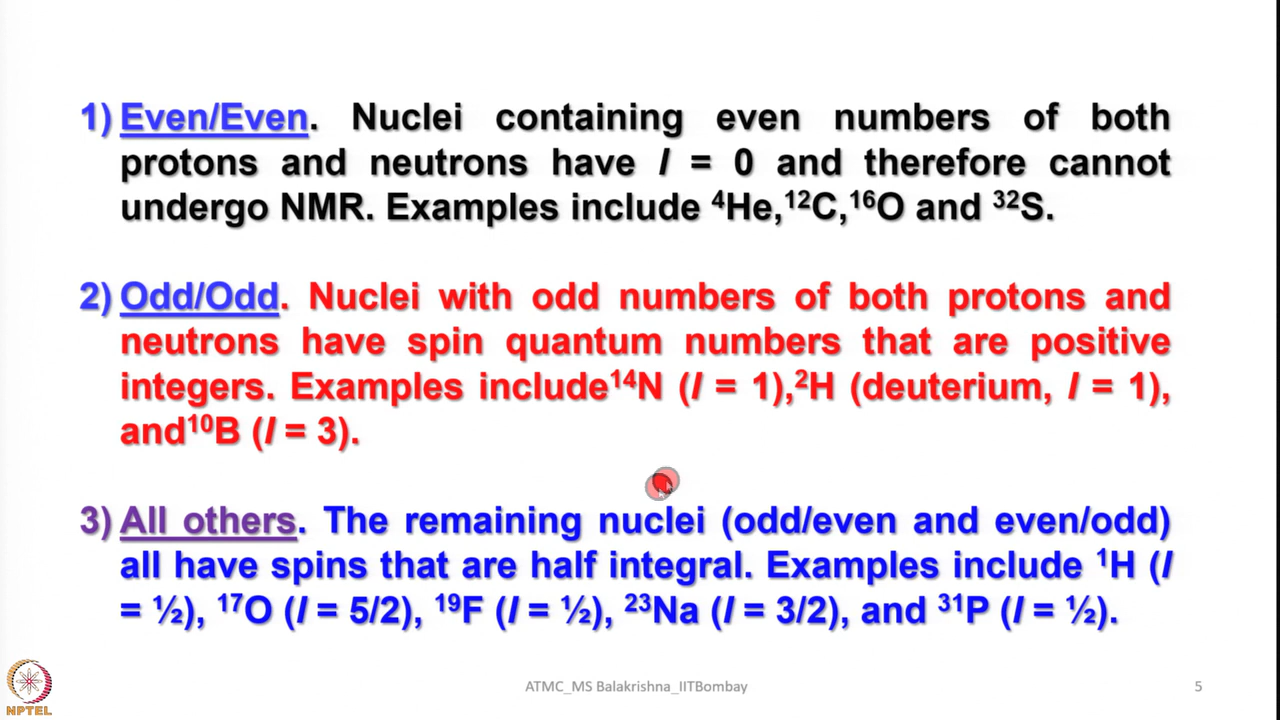 1) Even/Even. Nuclei containing even numbers of both
protons and neutrons have I = 0 and therefore cannot
undergo NMR. Examples include ⁴He,¹²C,¹⁶O and ³²S.
2) Odd/Odd. Nuclei with odd numbers of both protons and
neutrons have spin quantum numbers that are positive
integers. Examples include¹⁴N (I = 1),²H (deuterium, I = 1),
and¹⁰B (I = 3).
3) All others. The remaining nuclei (odd/even and even/odd)
all have spins that are half integral. Examples include ¹H (I
= ½), ¹⁷O (I = 5/2), ¹⁹F (I = ½), ²³Na (I = 3/2), and ³¹P (I = ½).
NPTEL
ATMC_MS Balakrishna_IITBombay
5